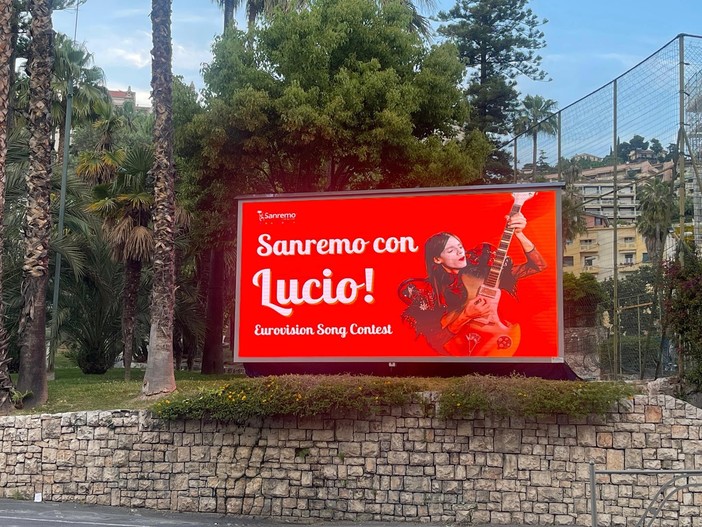 Sanremo
Sanremo con
Lucio!
Eurovision Song Contest